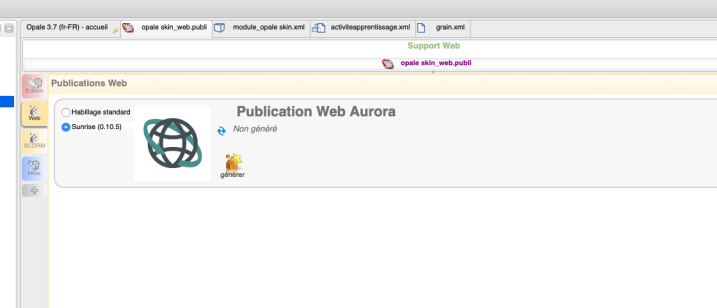 Opale 3.7 (fr-FR) - accueil
opale skin_web.publi
module_opale skin.xml
activiteapprentissage.xml
grain.xml
Support Web
opale skin_web.publi
Edition
Publications Web
Web
Habillage standard
Sunrise (0.10.5)
Publication Web Aurora
Non généré
SCORM
générer